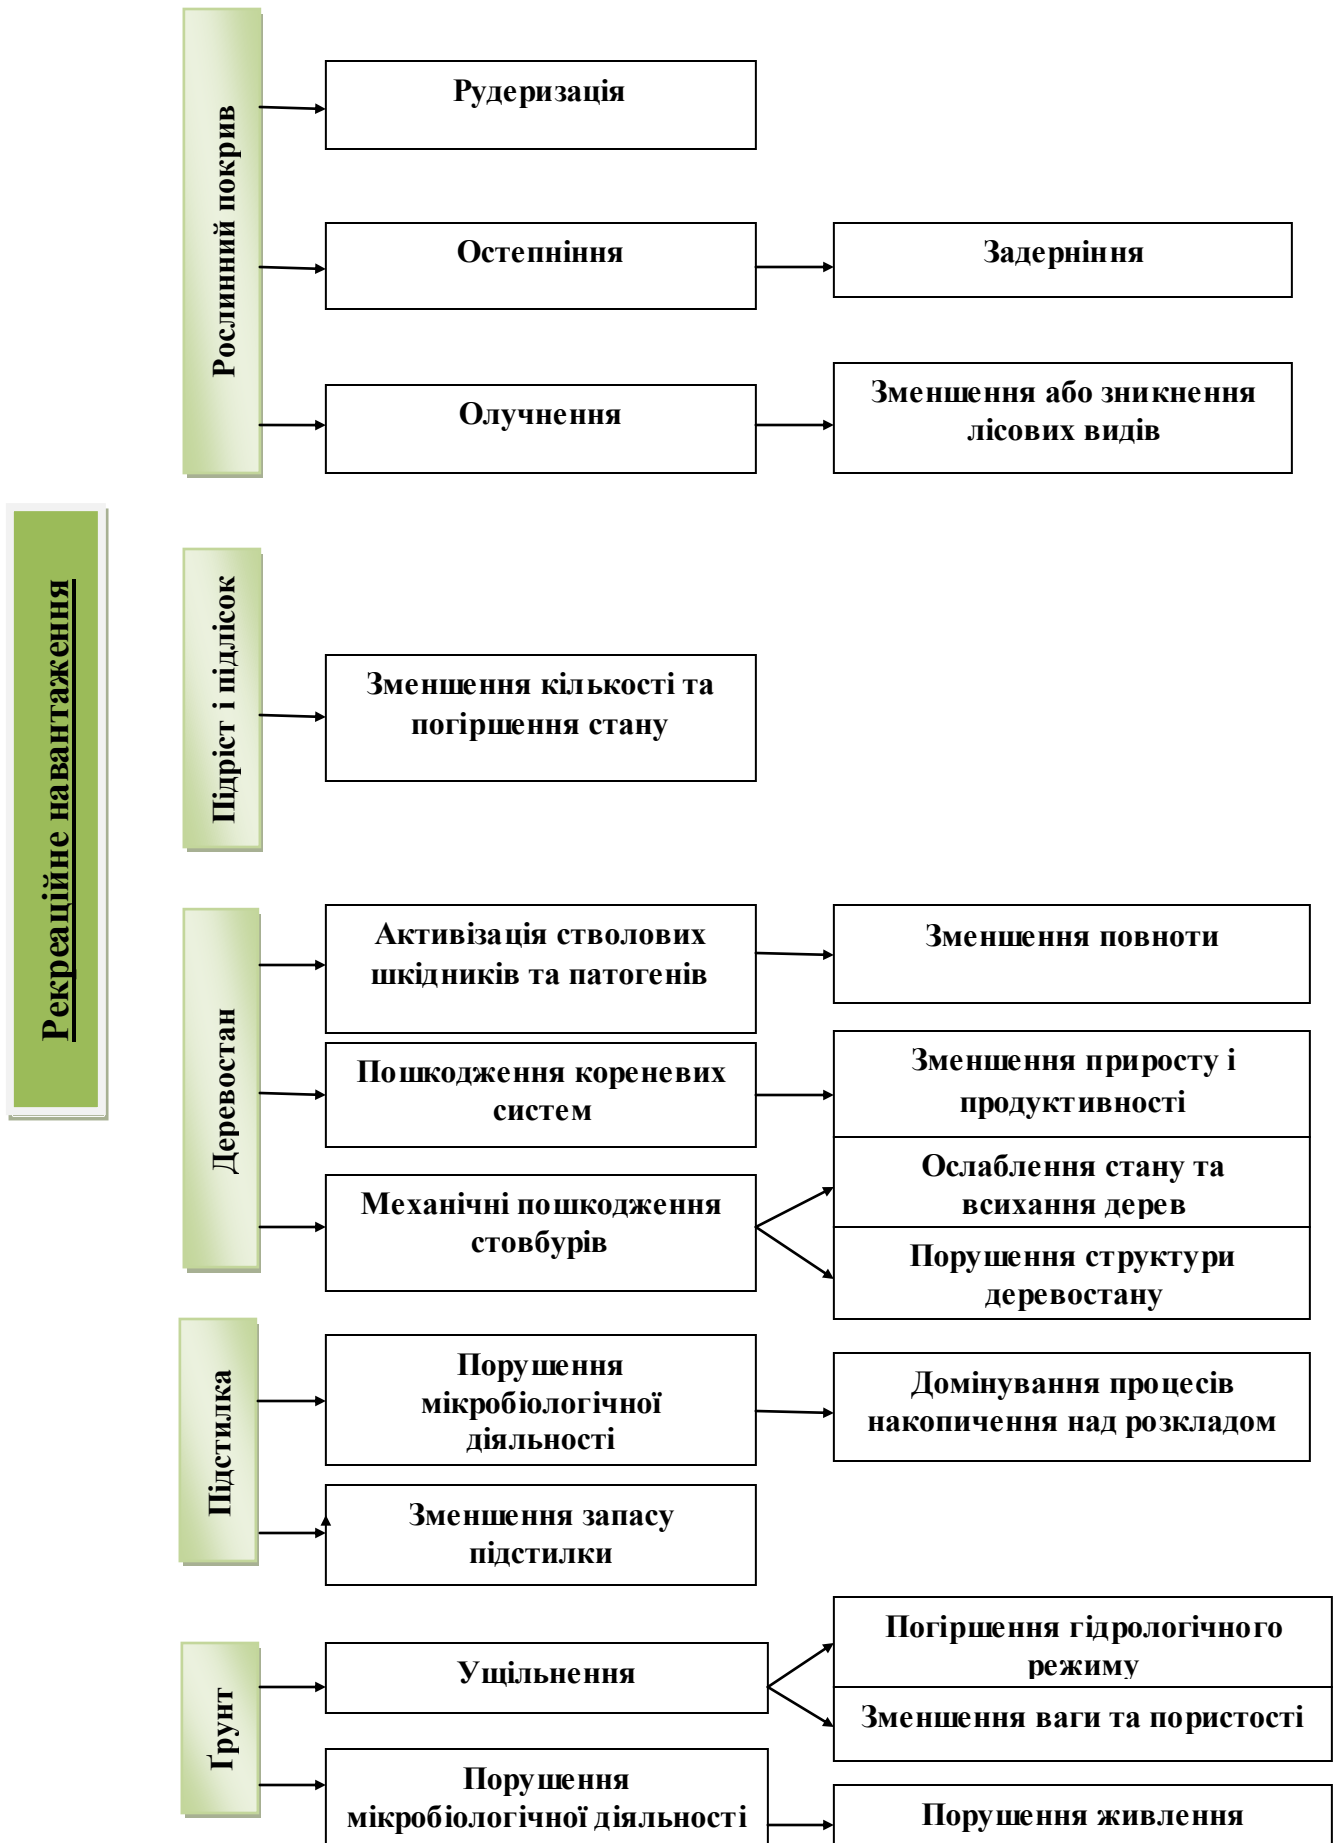 Рекреаційне навантаження
Рослинний покрив
Рудеризація
Остепніння
Задерніння
Олучнення
Зменшення або зникнення
лісових видів
Підріст і підлісок
Зменшення кількості та
погіршення стану
Деревостан
Активізація стволових
шкідників та патогенів
Зменшення повноти
Пошкодження кореневих
систем
Зменшення приросту і
продуктивності
Механічні пошкодження
стовбурів
Ослаблення стану та
всихання дерев
Порушення структури
деревостану
Підстилка
Порушення
мікробіологічної
діяльності
Домінування процесів
накопичення над розкладом
Зменшення запасу
підстилки
Ґрунт
Ущільнення
Погіршення гідрологічного
режиму
Зменшення ваги та пористості
Порушення
мікробіологічної діяльності
Порушення живлення